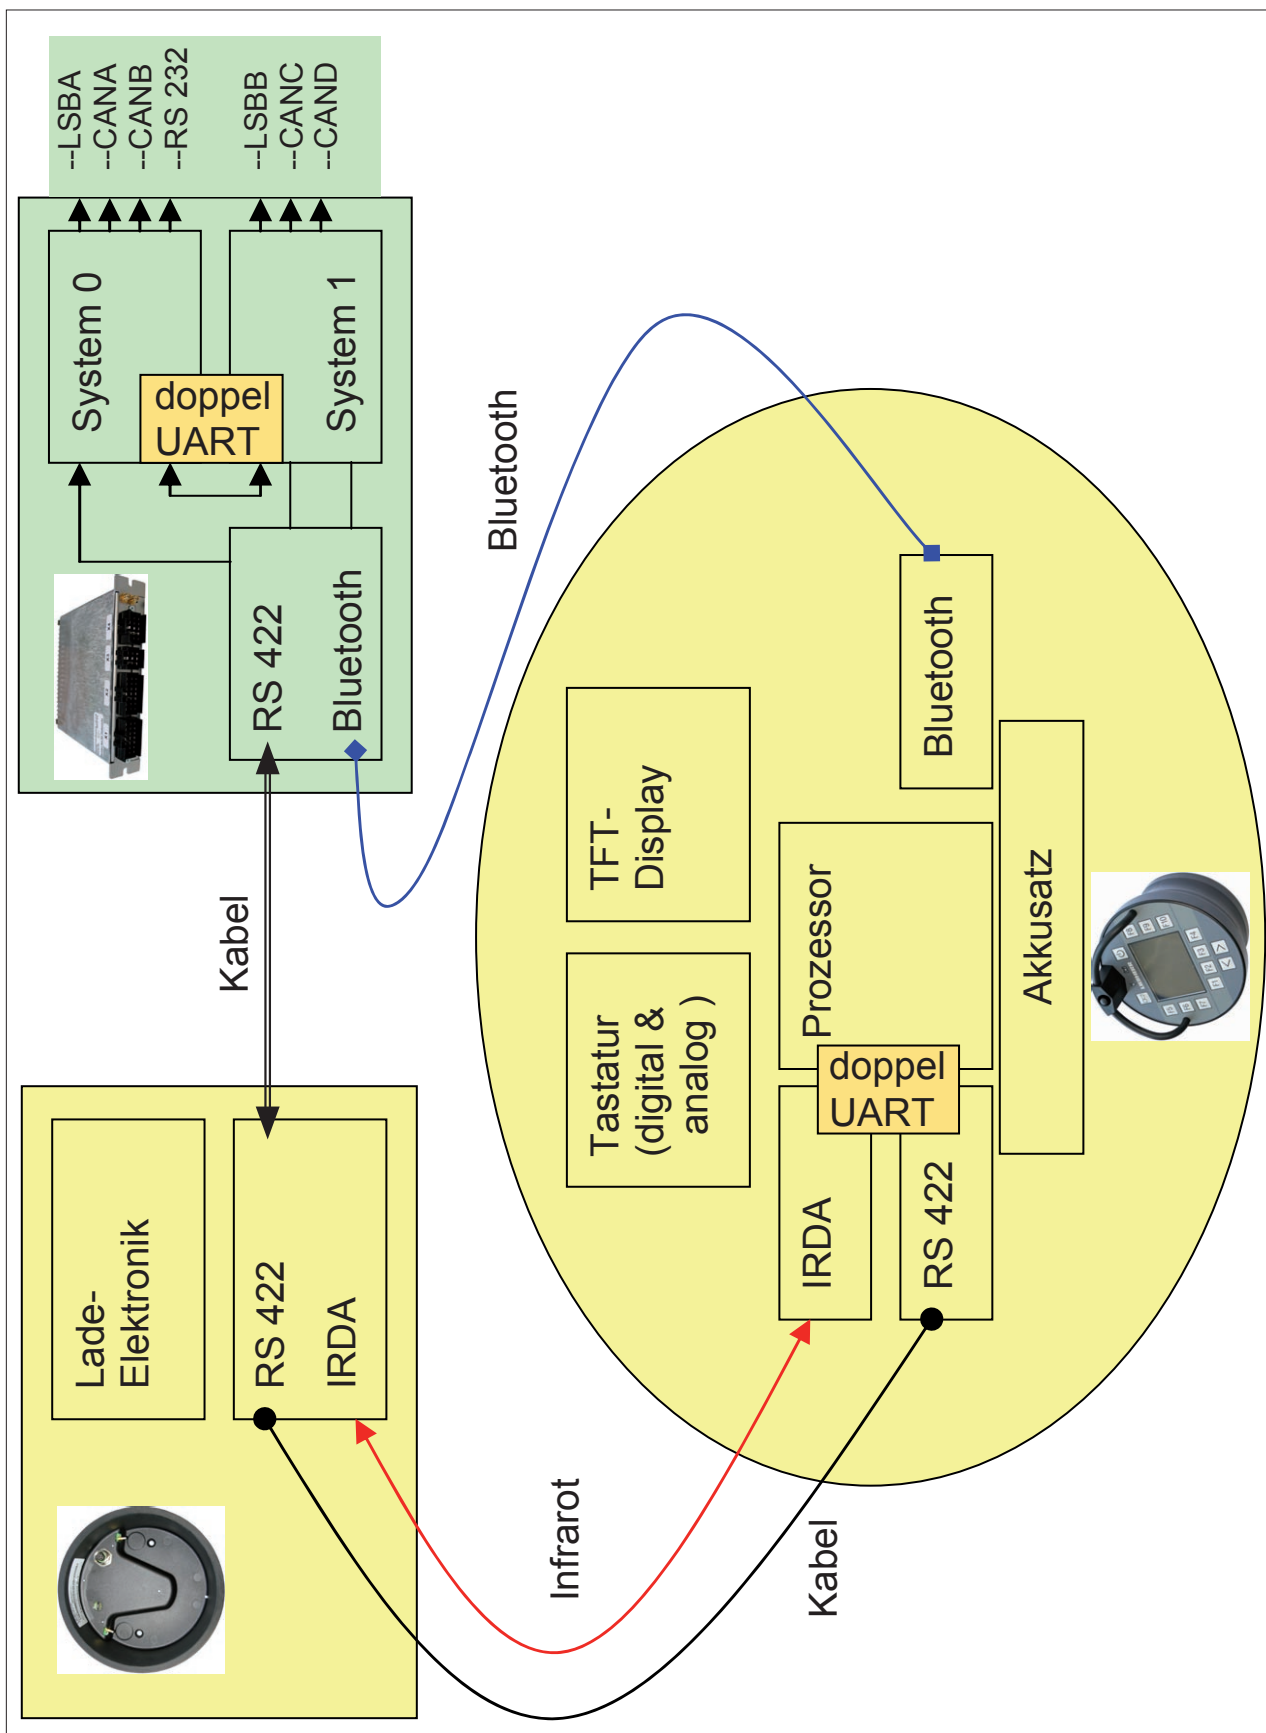 Lade-
Elektronik
RS 422
IRDA
Kabel
RS 422
Bluetooth
System 0
doppel
UART
System 1
---LSBA
---CANA
---CANB
---RS 232
---LSBB
---CANC
---CAND
Bluetooth
Infrarot
Kabel
Tastatur
(digital &
analog )
TFT-
Display
IRDA
RS 422
doppel
UART
Prozessor
Bluetooth
Akkusatz